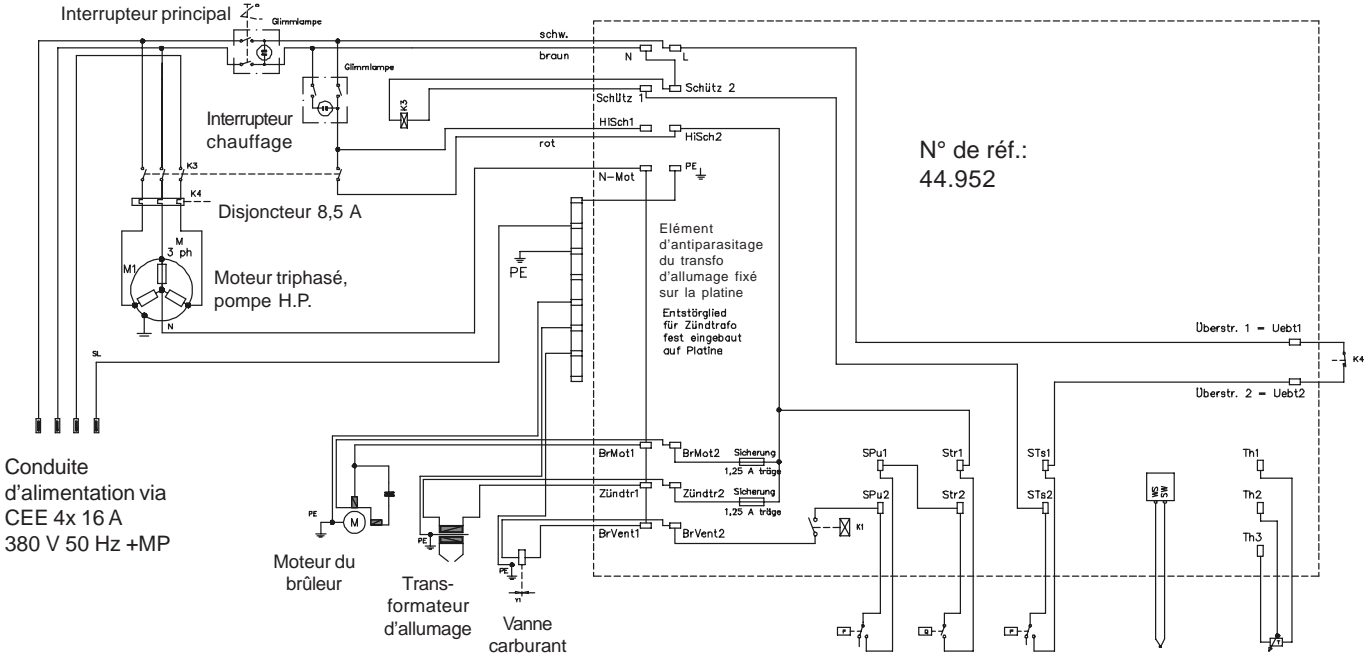 Interrupteur principal
Glimmlampe
schw.
braun
N
L
Glimmlampe
Interrupteur
chauffage
K3
Schütz 1
Schütz 2
HISch1
HiSch2
rot
N° de réf.:
44.952
K3
N-Mot
PE
K4
Disjoncteur 8,5 A
M
3 ph
M1
Moteur triphasé,
pompe H.P.
N
PE
Elément
d'antiparasitage
du transfo
d'allumage fixé
sur la platine
Entstörglied
für Zündtrafo
fest eingebaut
auf Platine
SL
Überstr. 1 = Uebt1
K4
Überstr. 2 = Uebt2
Conduite
d'alimentation via
CEE 4x 16 A
380 V 50 Hz +MP
BrMot1
BrMot2
Sicherung
1,25 A träge
SPu1
Str1
STs1
Th1
Zündtr1
Zündtr2
Sicherung
1,25 A träge
SPu2
Str2
STs2
WS
SW
Th2
PE
M
BrVent1
BrVent2
K1
Th3
PE
PE
Y1
Moteur du
brûleur
Trans-
formateur
d'allumage
Vanne
carburant
P
Q
P
T